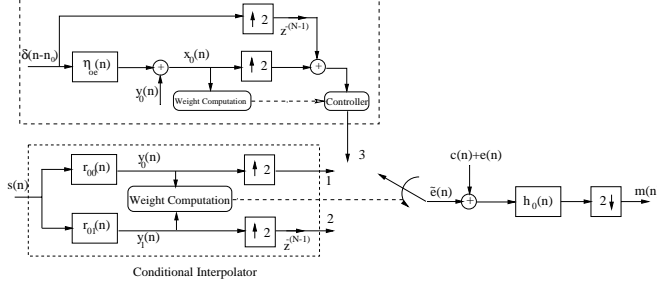 ↑ 2
z^-(N-1)
δ(n-n_0)
η_oe(n)
+
x_0(n)
↑ 2
+
y_0(n)
Weight Computation
Controller
3
c(n)+e(n)
s(n)
r_00(n)
y_0(n)
↑ 2
1
Weight Computation
ē(n)
+
h_0(n)
2↓
m(n
r_01(n)
y_1(n)
↑ 2
z^-(N-1)
2
Conditional Interpolator